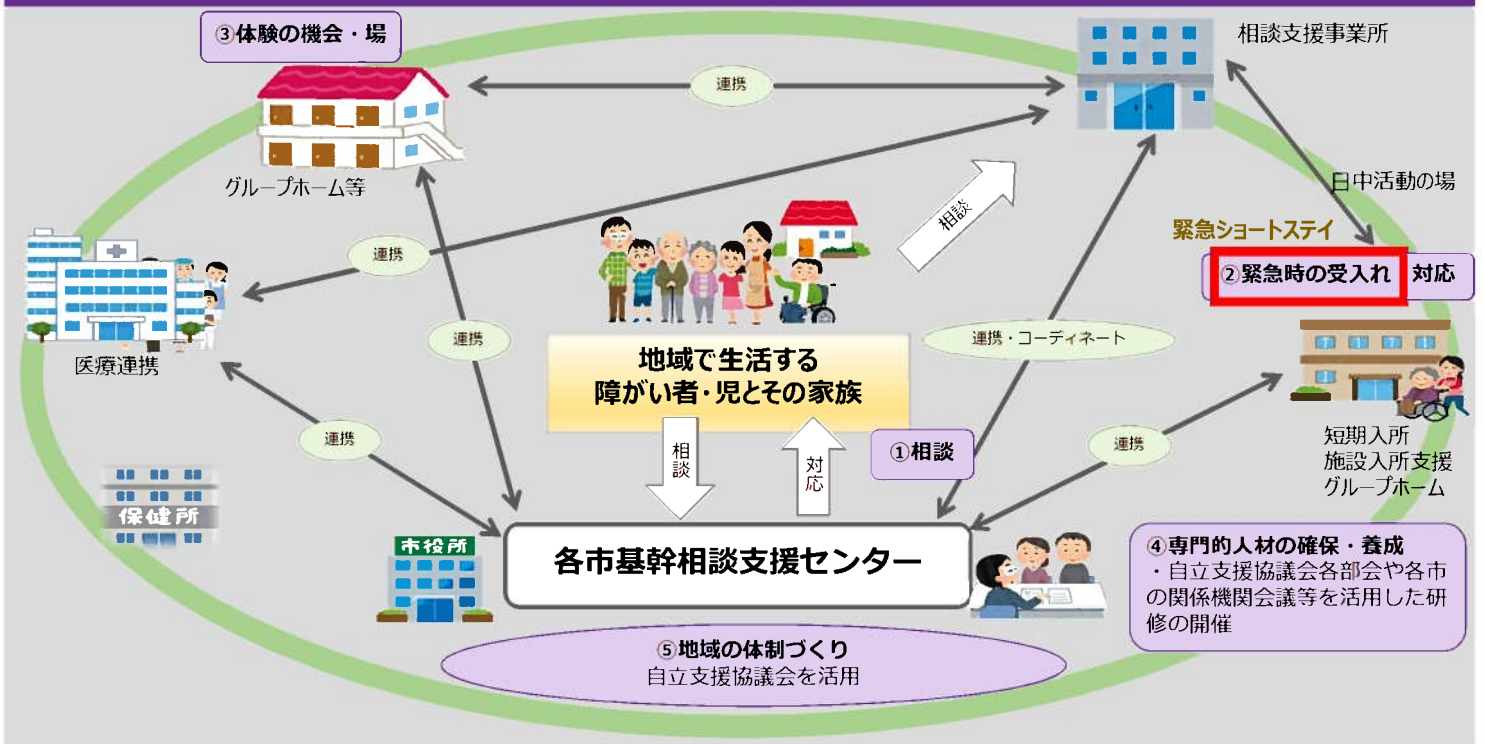 ③体験の機会・場
相談支援事業所
連携
グループホーム等
日中活動の場
相談
緊急ショートステイ
②緊急時の受入れ 対応
連携
医療連携
連携
連携・コーディネート
地域で生活する
障がい者・児とその家族
連携
相談
対応
①相談
連携
短期入所
施設入所支援
グループホーム
保健所
市役所
各市基幹相談支援センター
④専門的人材の確保・養成
・自立支援協議会各部会や各市
の関係機関会議等を活用した研
修の開催
⑤地域の体制づくり
自立支援協議会を活用